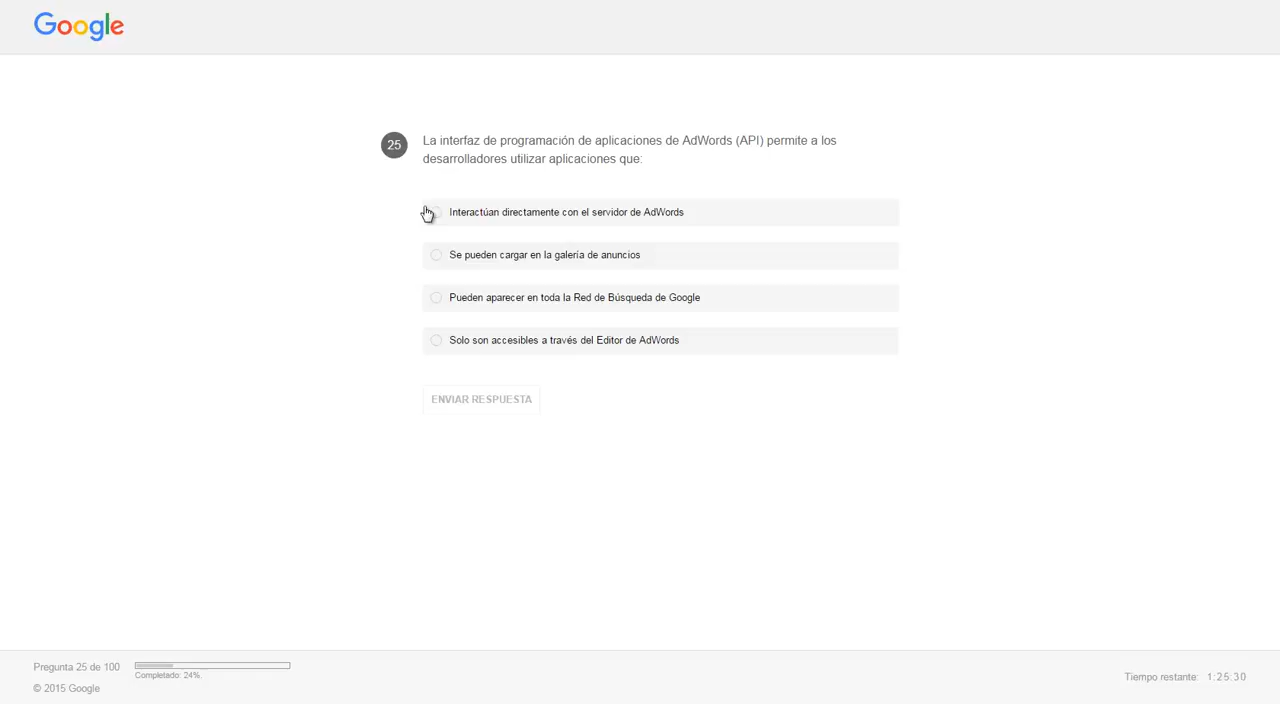 Google
25
La interfaz de programación de aplicaciones de AdWords (API) permite a los
desarrolladores utilizar aplicaciones que:
Interactúan directamente con el servidor de AdWords
Se pueden cargar en la galería de anuncios
Pueden aparecer en toda la Red de Búsqueda de Google
Solo son accesibles a través del Editor de AdWords
ENVIAR RESPUESTA
Pregunta 25 de 100
Completado: 24%.
© 2015 Google
Tiempo restante: 1:25:30